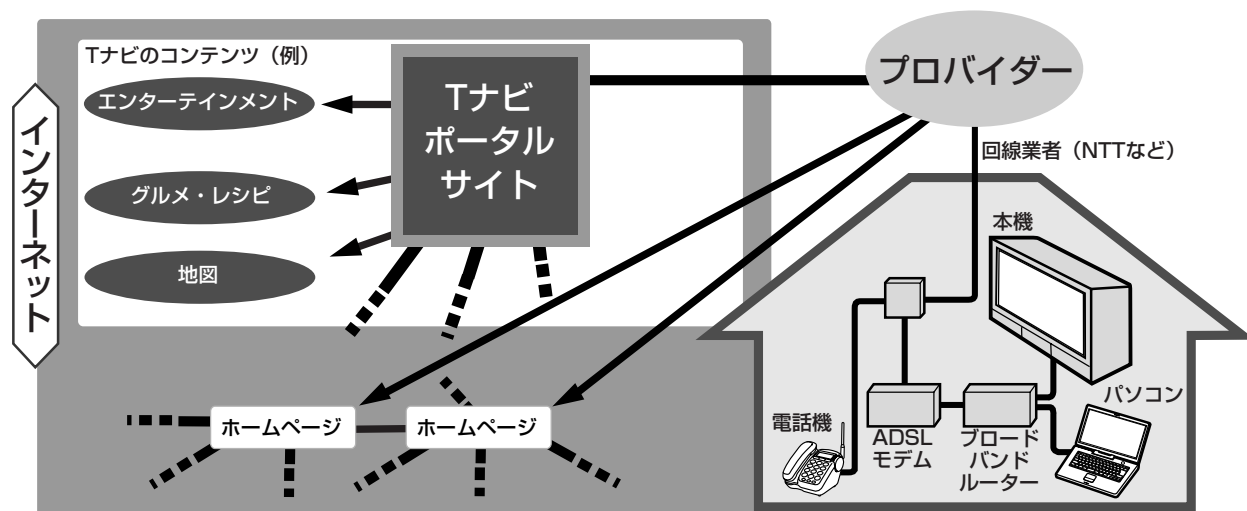 Tナビのコンテンツ（例）
エンターテインメント
グルメ・レシピ
地図
Tナビ
ポータル
サイト
プロバイダー
回線業者（NTTなど）
インターネット
本機
パソコン
電話機
ADSL
モデム
ブロード
バンド
ルーター
ホームページ
ホームページ